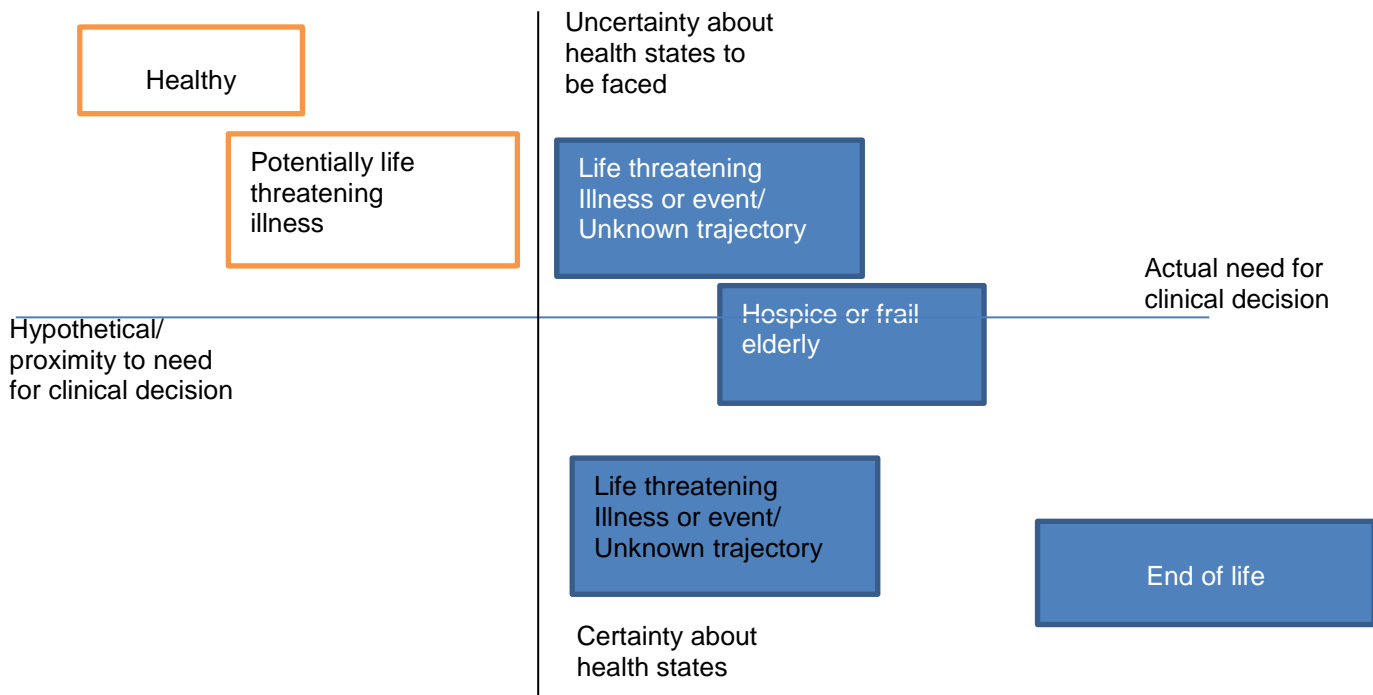 Uncertainty about
health states to
be faced
Healthy
Potentially life
threatening
illness
Life threatening
Illness or event/
Unknown trajectory
Actual need for
clinical decision
Hospice or frail
elderly
Hypothetical/
proximity to need
for clinical decision
Life threatening
Illness or event/
Unknown trajectory
End of life
Certainty about
health states